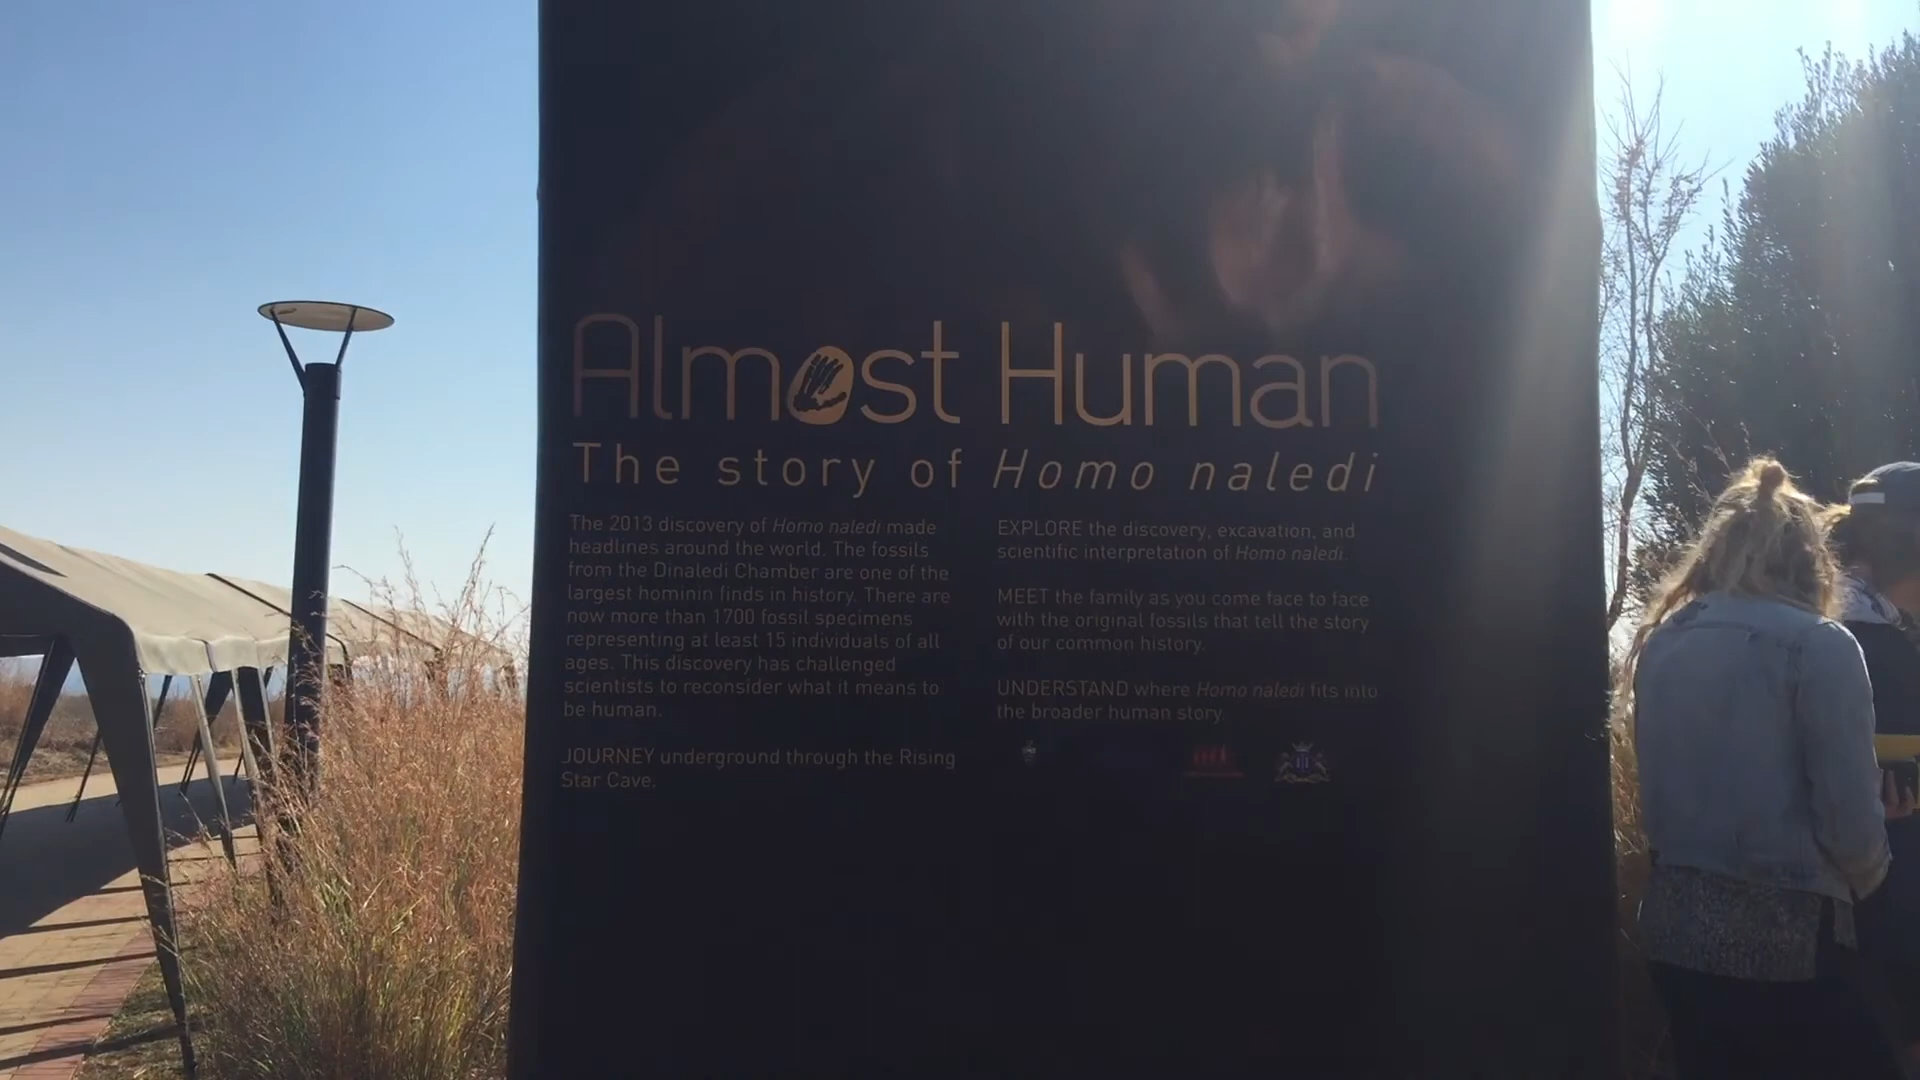 Almost Human
The story of Homo naledi
The 2013 discovery of Homo naledi made
headlines around the world. The fossils
from the Dinaledi Chamber are one of the
largest hominin finds in history. There are
now more than 1700 fossil specimens
representing at least 15 individuals of all
ages. This discovery has challenged
scientists to reconsider what it means to
be human.
JOURNEY underground through the Rising
Star Cave.
EXPLORE the discovery, excavation, and
scientific interpretation of Homo naledi.
MEET the family as you come face to face
with the original fossils that tell the story
of our common history.
UNDERSTAND where Homo naledi fits into
the broader human story.